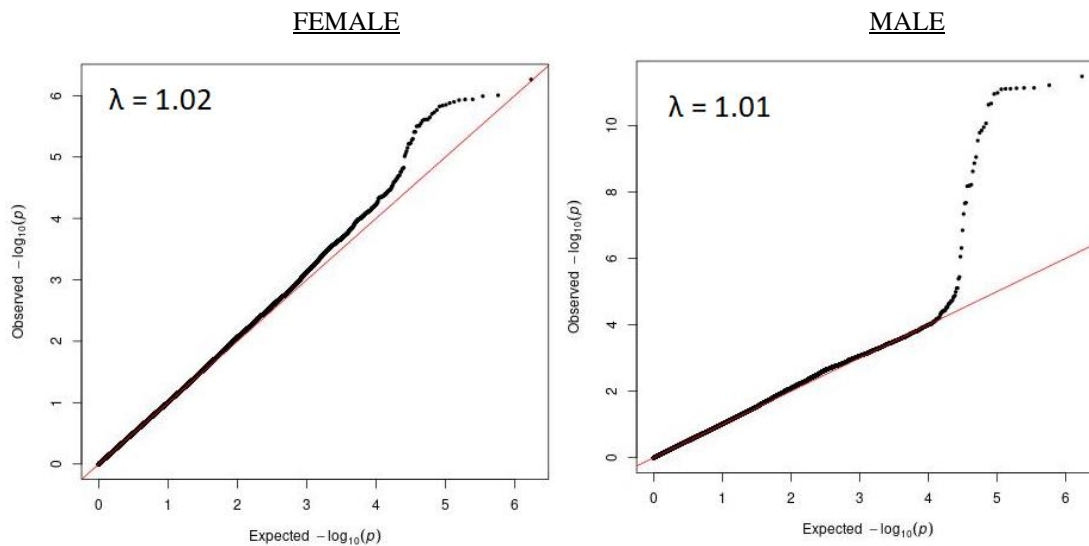 FEMALE
MALE
λ = 1.02
Observed −log10(p)
0 1 2 3 4 5 6
0 1 2 3 4 5 6
Expected −log10(p)
λ = 1.01
Observed −log10(p)
0 2 4 6 8 10
0 1 2 3 4 5 6
Expected −log10(p)